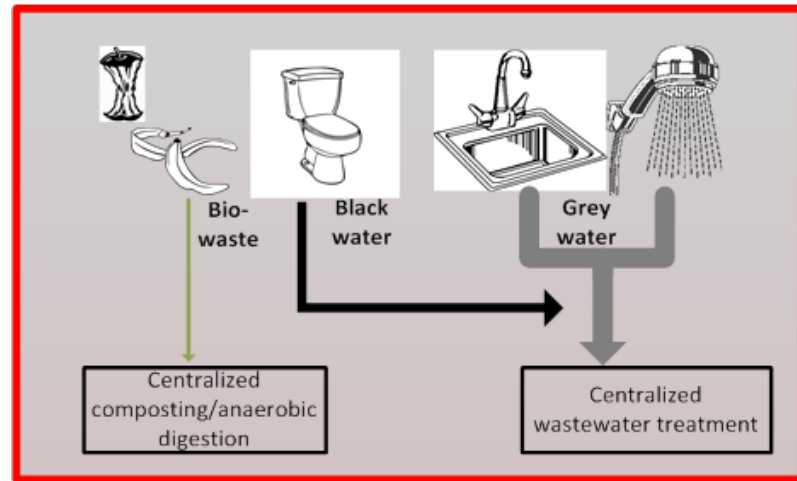 Bio-
waste
Black
water
Grey
water
Centralized
composting/anaerobic
digestion
Centralized
wastewater treatment